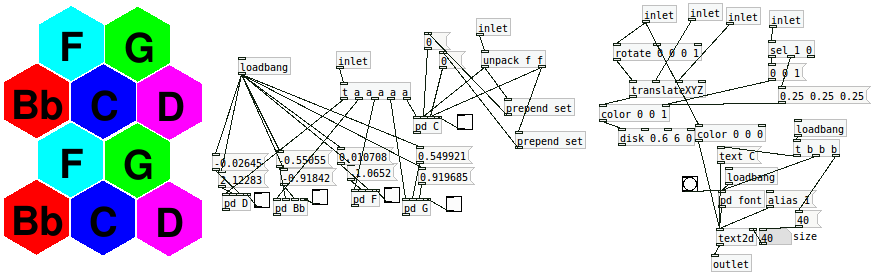 F G
Bb C D
F G
Bb C D
loadbang
inlet
t a a a a a
-0.02645
-0.55055
0.010708
0.549921
2.12283
-0.91842
-1.0652
0.919685
pd D
pd Bb
pd F
pd G
inlet
0
0
unpack f f
prepend set
pd C
prepend set
inlet
inlet
inlet
inlet
rotate 0 0 0 1
sel 1 0
translateXYZ
0 0 1
0.25 0.25 0.25
color 0 0 1
disk 0.6 6 0
color 0 0 0
loadbang
t b b b
text C
loadbang
pd font
alias 1
40
text2d
40
size
outlet